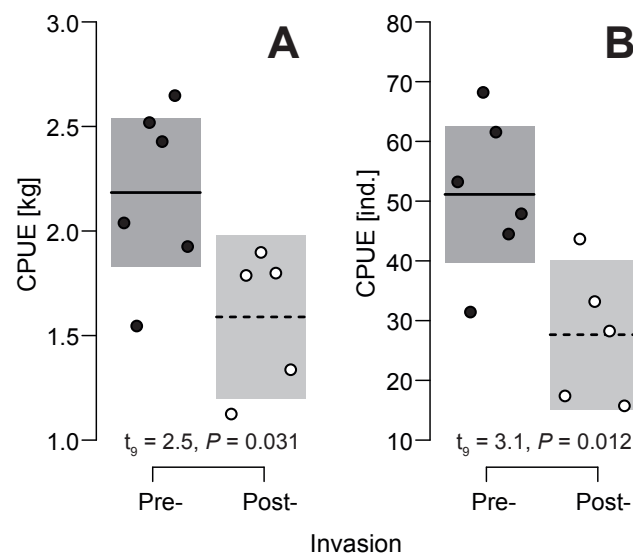 A
CPUE [kg]
3.0
2.5
2.0
1.5
1.0
t₉ = 2.5, P = 0.031
Pre- Post-
B
CPUE [ind.]
80
70
60
50
40
30
20
10
t₉ = 3.1, P = 0.012
Pre- Post-
Invasion